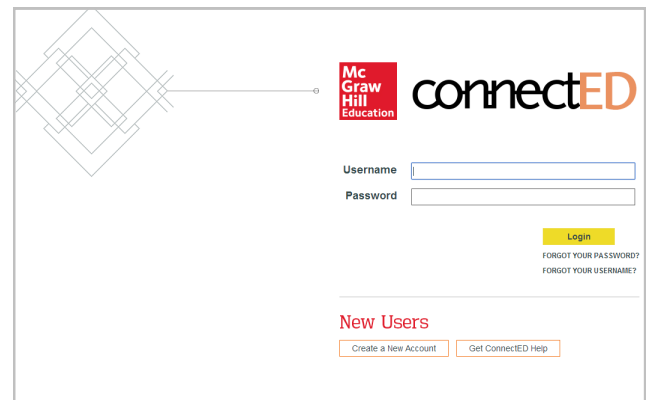 Mc
Graw
Hill
Education
connectED
Username
Password
Login
FORGOT YOUR PASSWORD?
FORGOT YOUR USERNAME?
New Users
Create a New Account Get ConnectED Help